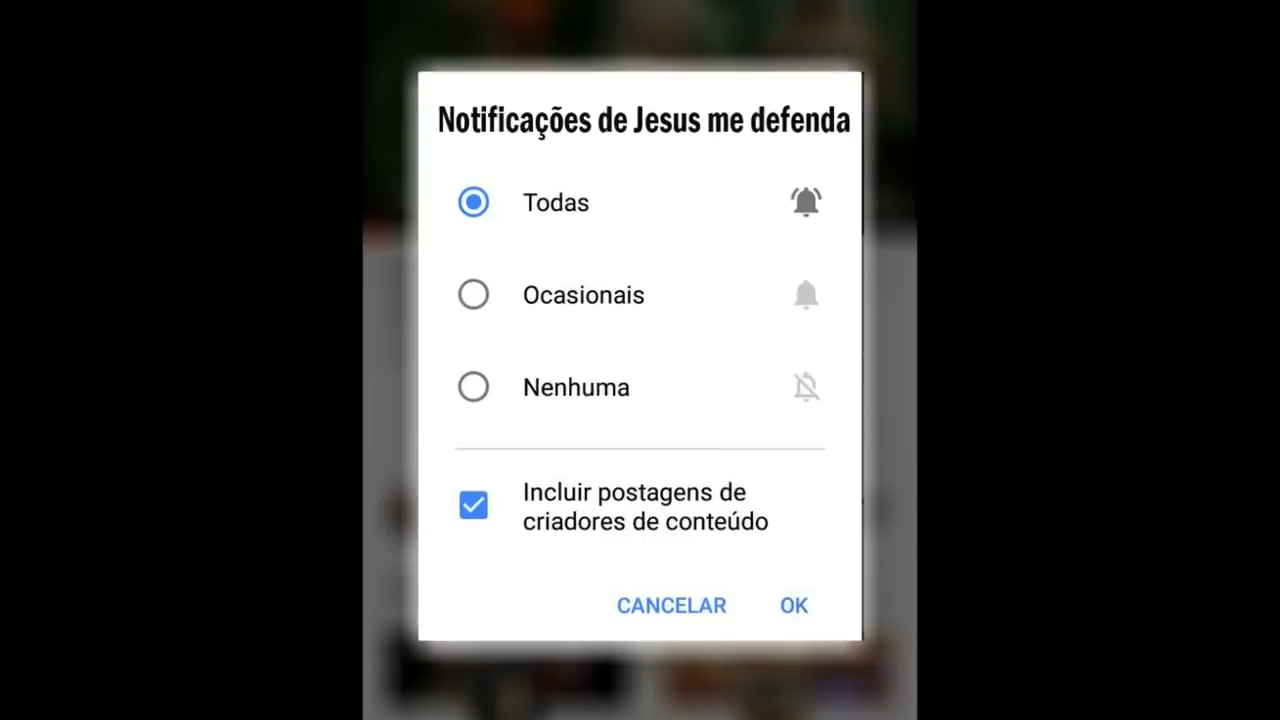 Notificações de Jesus me defenda
Todas
Ocasionais
Nenhuma
Incluir postagens de
criadores de conteúdo
CANCELAR OK